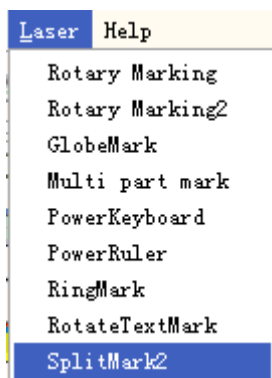 Laser Help
Rotary Marking
Rotary Marking2
GlobeMark
Multi part mark
PowerKeyboard
PowerRuler
RingMark
RotateTextMark
SplitMark2